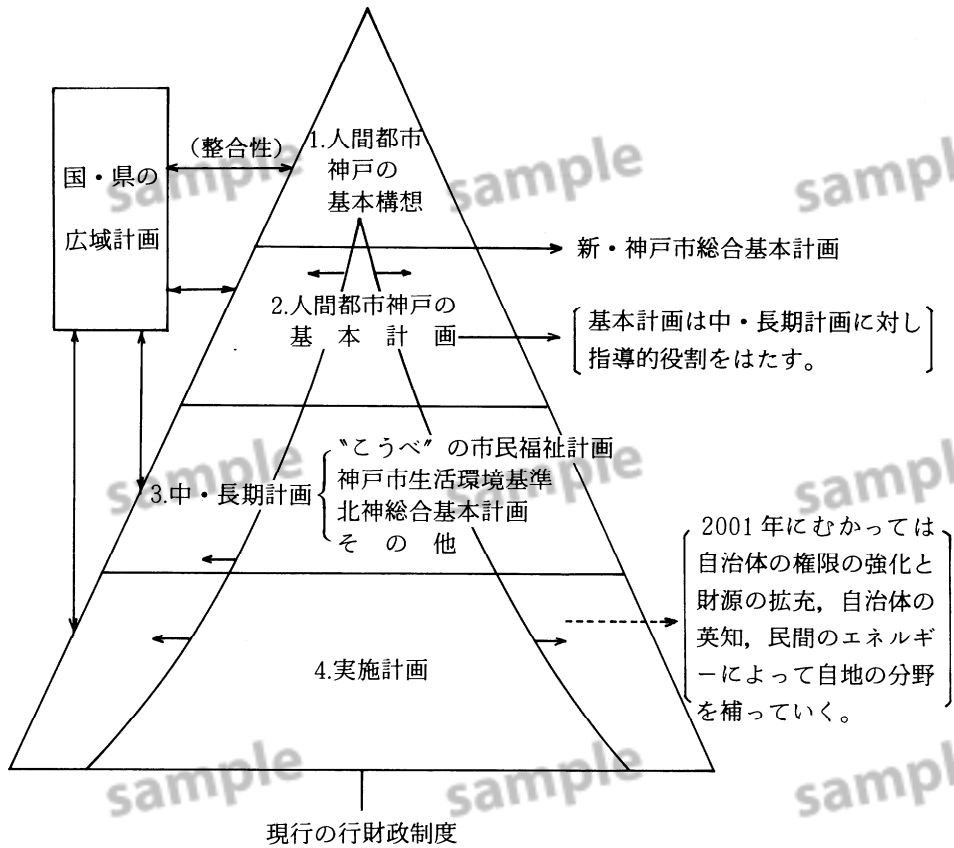 国・県の
広域計画
（整合性）
1.人間都市
神戸の
基本構想
新・神戸市総合基本計画
2.人間都市神戸の
基本計画
基本計画は中・長期計画に対し
指導的役割をはたす。
3.中・長期計画
〝こうべ〟の市民福祉計画
神戸市生活環境基準
北神総合基本計画
その他
2001年にむかっては
自治体の権限の強化と
財源の拡充，自治体の
英知，民間のエネルギ
ーによって自地の分野
を補っていく。
4.実施計画
現行の行財政制度
sample
sample
sample
sample
sample
sample
sample
sample
sample